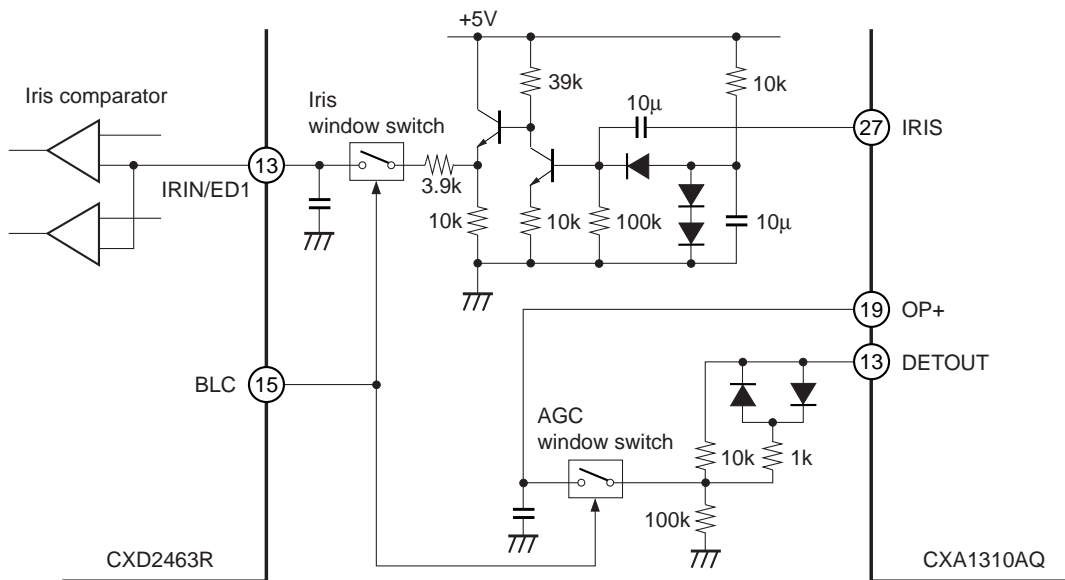 +5V
39k
10k
Iris comparator
Iris
window switch
10μ
27
IRIS
13
IRIN/ED1
3.9k
10k
10k
100k
10μ
19
OP+
13
DETOUT
BLC
15
AGC
window switch
10k
1k
100k
CXD2463R
CXA1310AQ